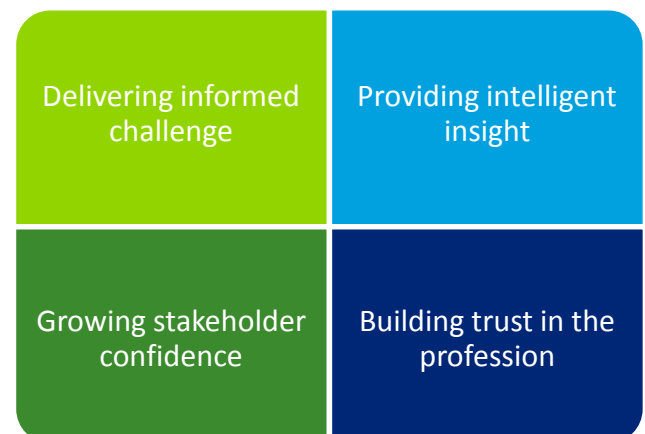 Delivering informed
challenge
Providing intelligent
insight
Growing stakeholder
confidence
Building trust in the
profession